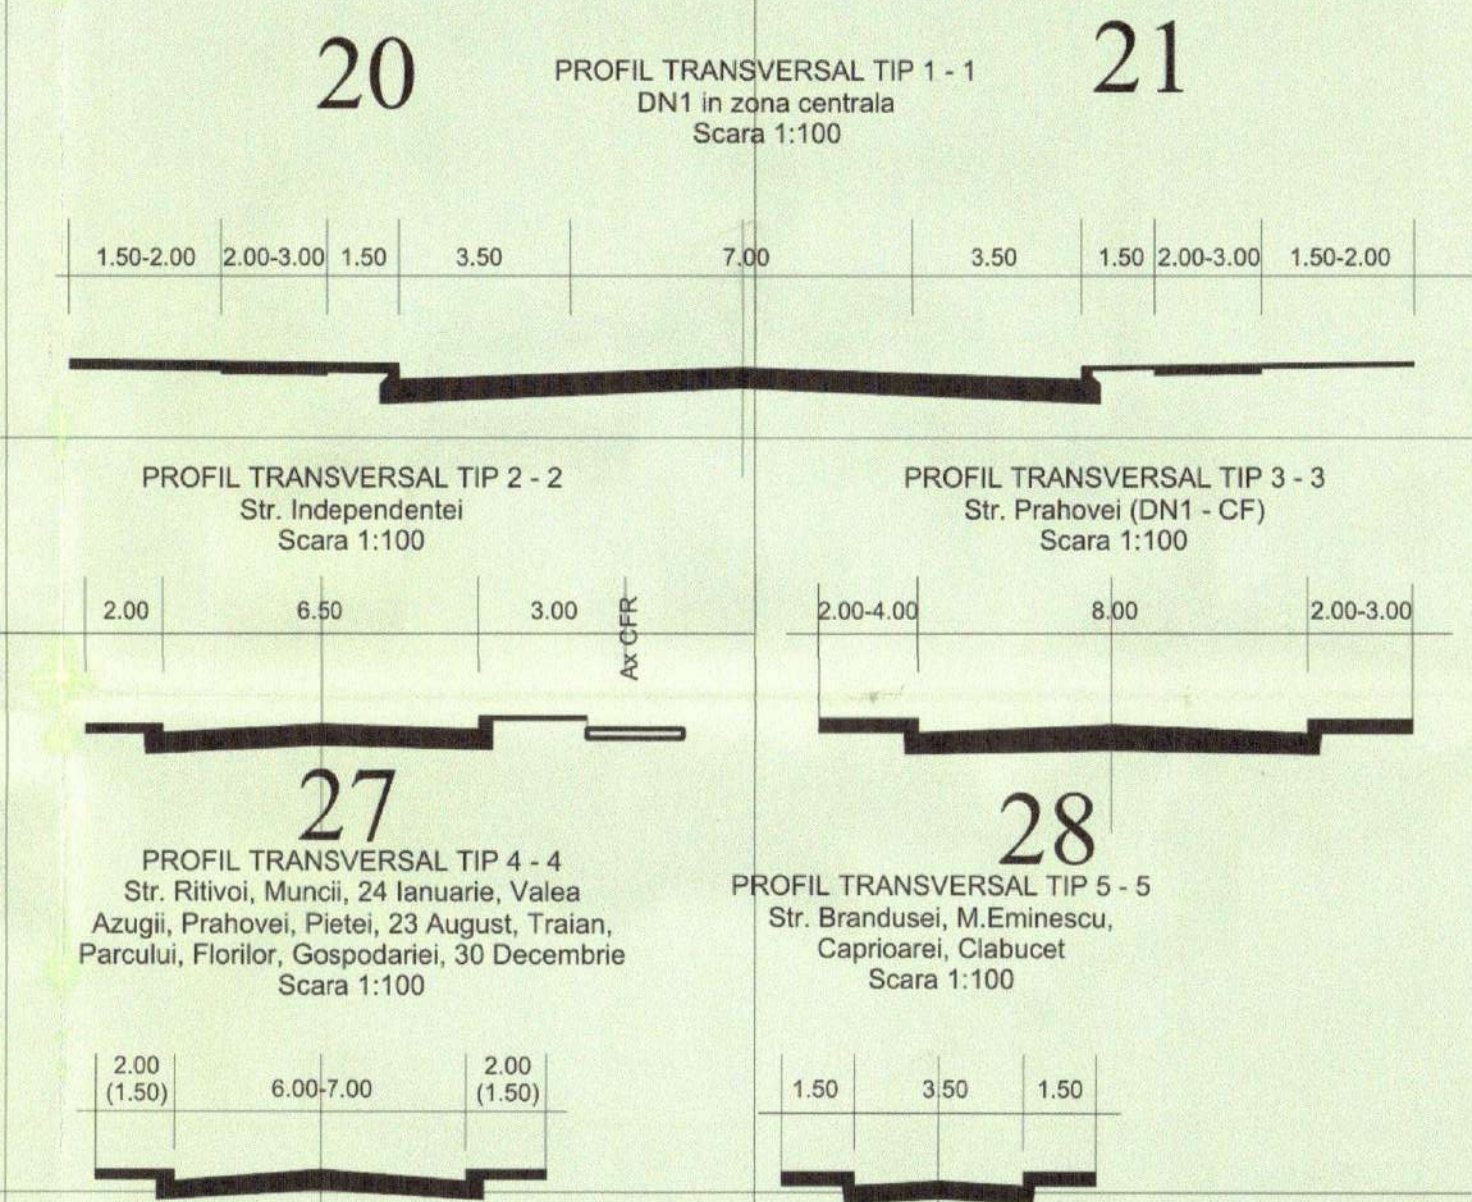 20
21
PROFIL TRANSVERSAL TIP 1 - 1
DN1 in zona centrala
Scara 1:100
1.50-2.00 2.00-3.00 1.50 3.50 7.00 3.50 1.50 2.00-3.00 1.50-2.00
PROFIL TRANSVERSAL TIP 2 - 2
Str. Independentei
Scara 1:100
2.00 6.50 3.00 Ax CFR
PROFIL TRANSVERSAL TIP 3 - 3
Str. Prahovei (DN1 - CF)
Scara 1:100
2.00-4.00 8.00 2.00-3.00
27
PROFIL TRANSVERSAL TIP 4 - 4
Str. Ritivoi, Muncii, 24 Ianuarie, Valea
Azugii, Prahovei, Pietei, 23 August, Traian,
Parcului, Florilor, Gospodariei, 30 Decembrie
Scara 1:100
2.00 2.00
(1.50) 6.00-7.00 (1.50)
28
PROFIL TRANSVERSAL TIP 5 - 5
Str. Brandusei, M.Eminescu,
Caprioarei, Clabucet
Scara 1:100
1.50 3.50 1.50